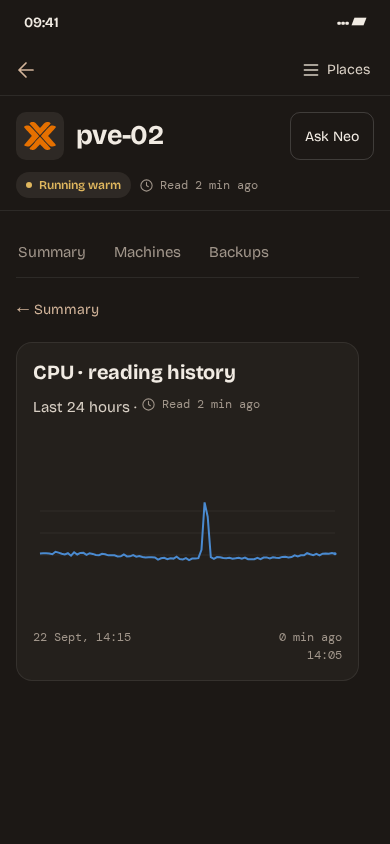 09:41
Places
pve-02
Ask Neo
Running warm
Read 2 min ago
Summary Machines Backups
← Summary
CPU · reading history
Last 24 hours · Read 2 min ago
22 Sept, 14:15
0 min ago
14:05